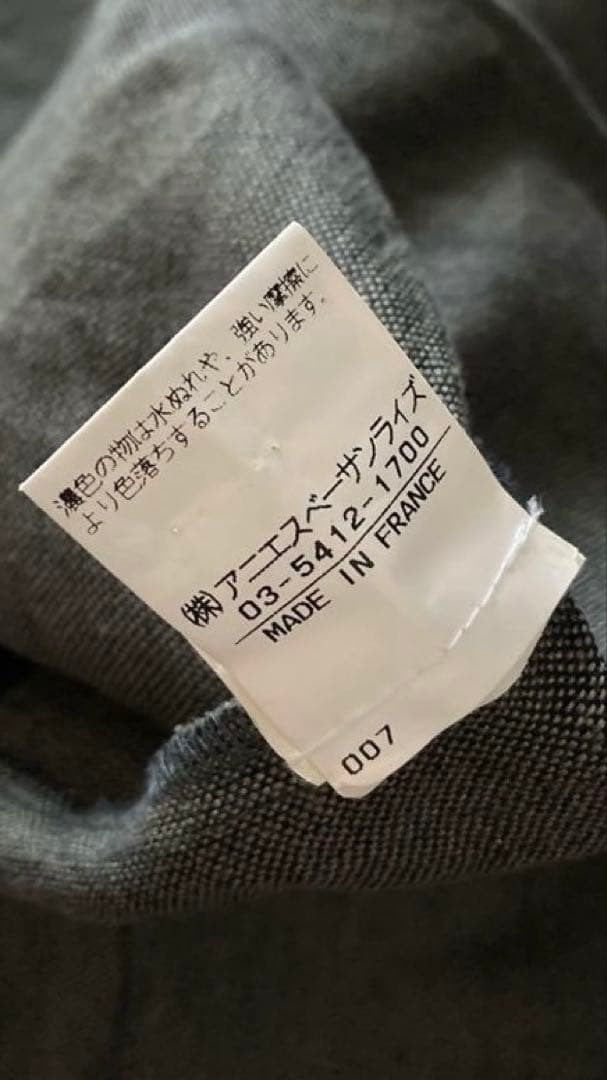 濃色の物は水ぬれや、強い摩擦に
より色落ちすることがあります。
(株)アニエスベーサンライズ
03-5412-1700
MADE IN FRANCE
007